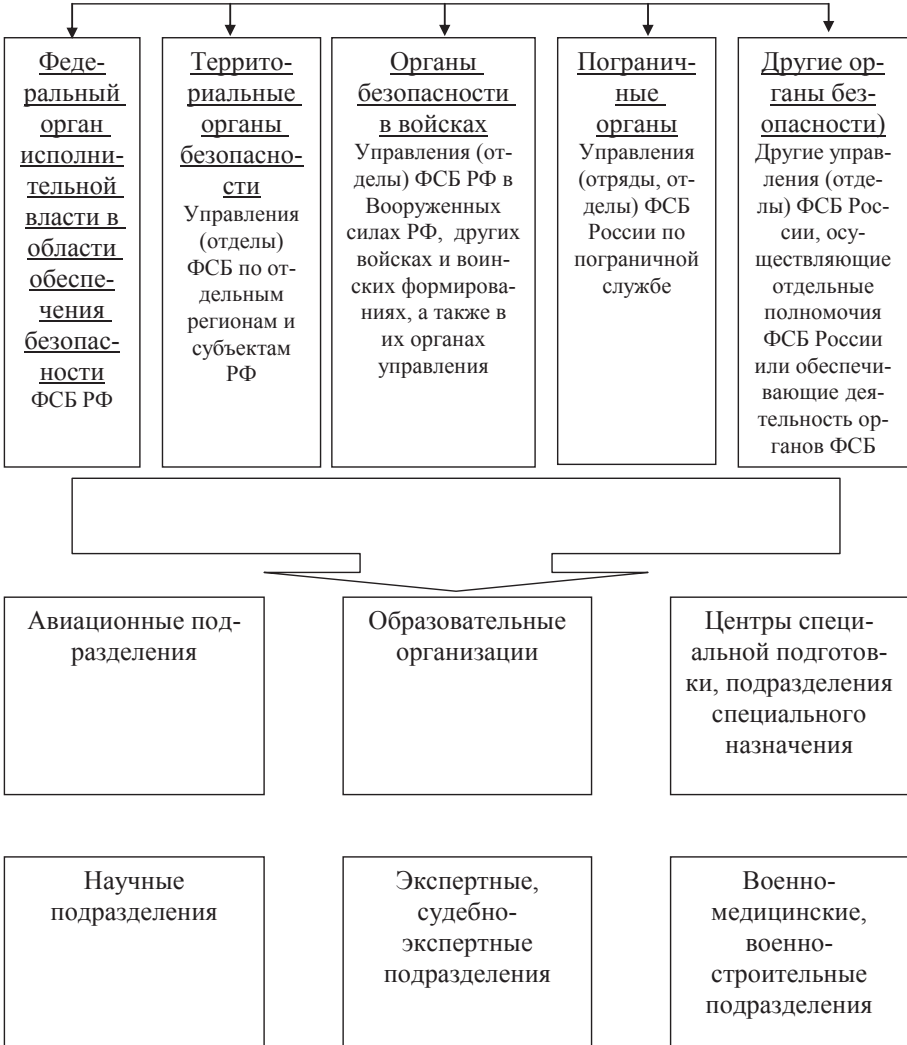 Феде-
ральный
орган
исполни-
тельной
власти в
области
обеспе-
чения
безопас-
ности
ФСБ РФ
Террито-
риальные
органы
безопасно-
сти
Управления
(отделы)
ФСБ по от-
дельным
регионам и
субъектам
РФ
Органы
безопасности
в войсках
Управления (от-
делы) ФСБ РФ в
Вооруженных
силах РФ, других
войсках и воин-
ских формирова-
ниях, а также в
их органах
управления
Погранич-
ные
органы
Управления
(отряды, от-
делы) ФСБ
России по
пограничной
службе
Другие ор-
ганы без-
опасности)
Другие управ-
ления (отде-
лы) ФСБ Рос-
сии, осу-
ществляющие
отдельные
полномочия
ФСБ России
или обеспечи-
вающие дея-
тельность ор-
ганов ФСБ
Авиационные под-
разделения
Образовательные
организации
Центры специ-
альной подготов-
ки, подразделения
специального
назначения
Научные
подразделения
Экспертные,
судебно-
экспертные
подразделения
Военно-
медицинские,
военно-
строительные
подразделения